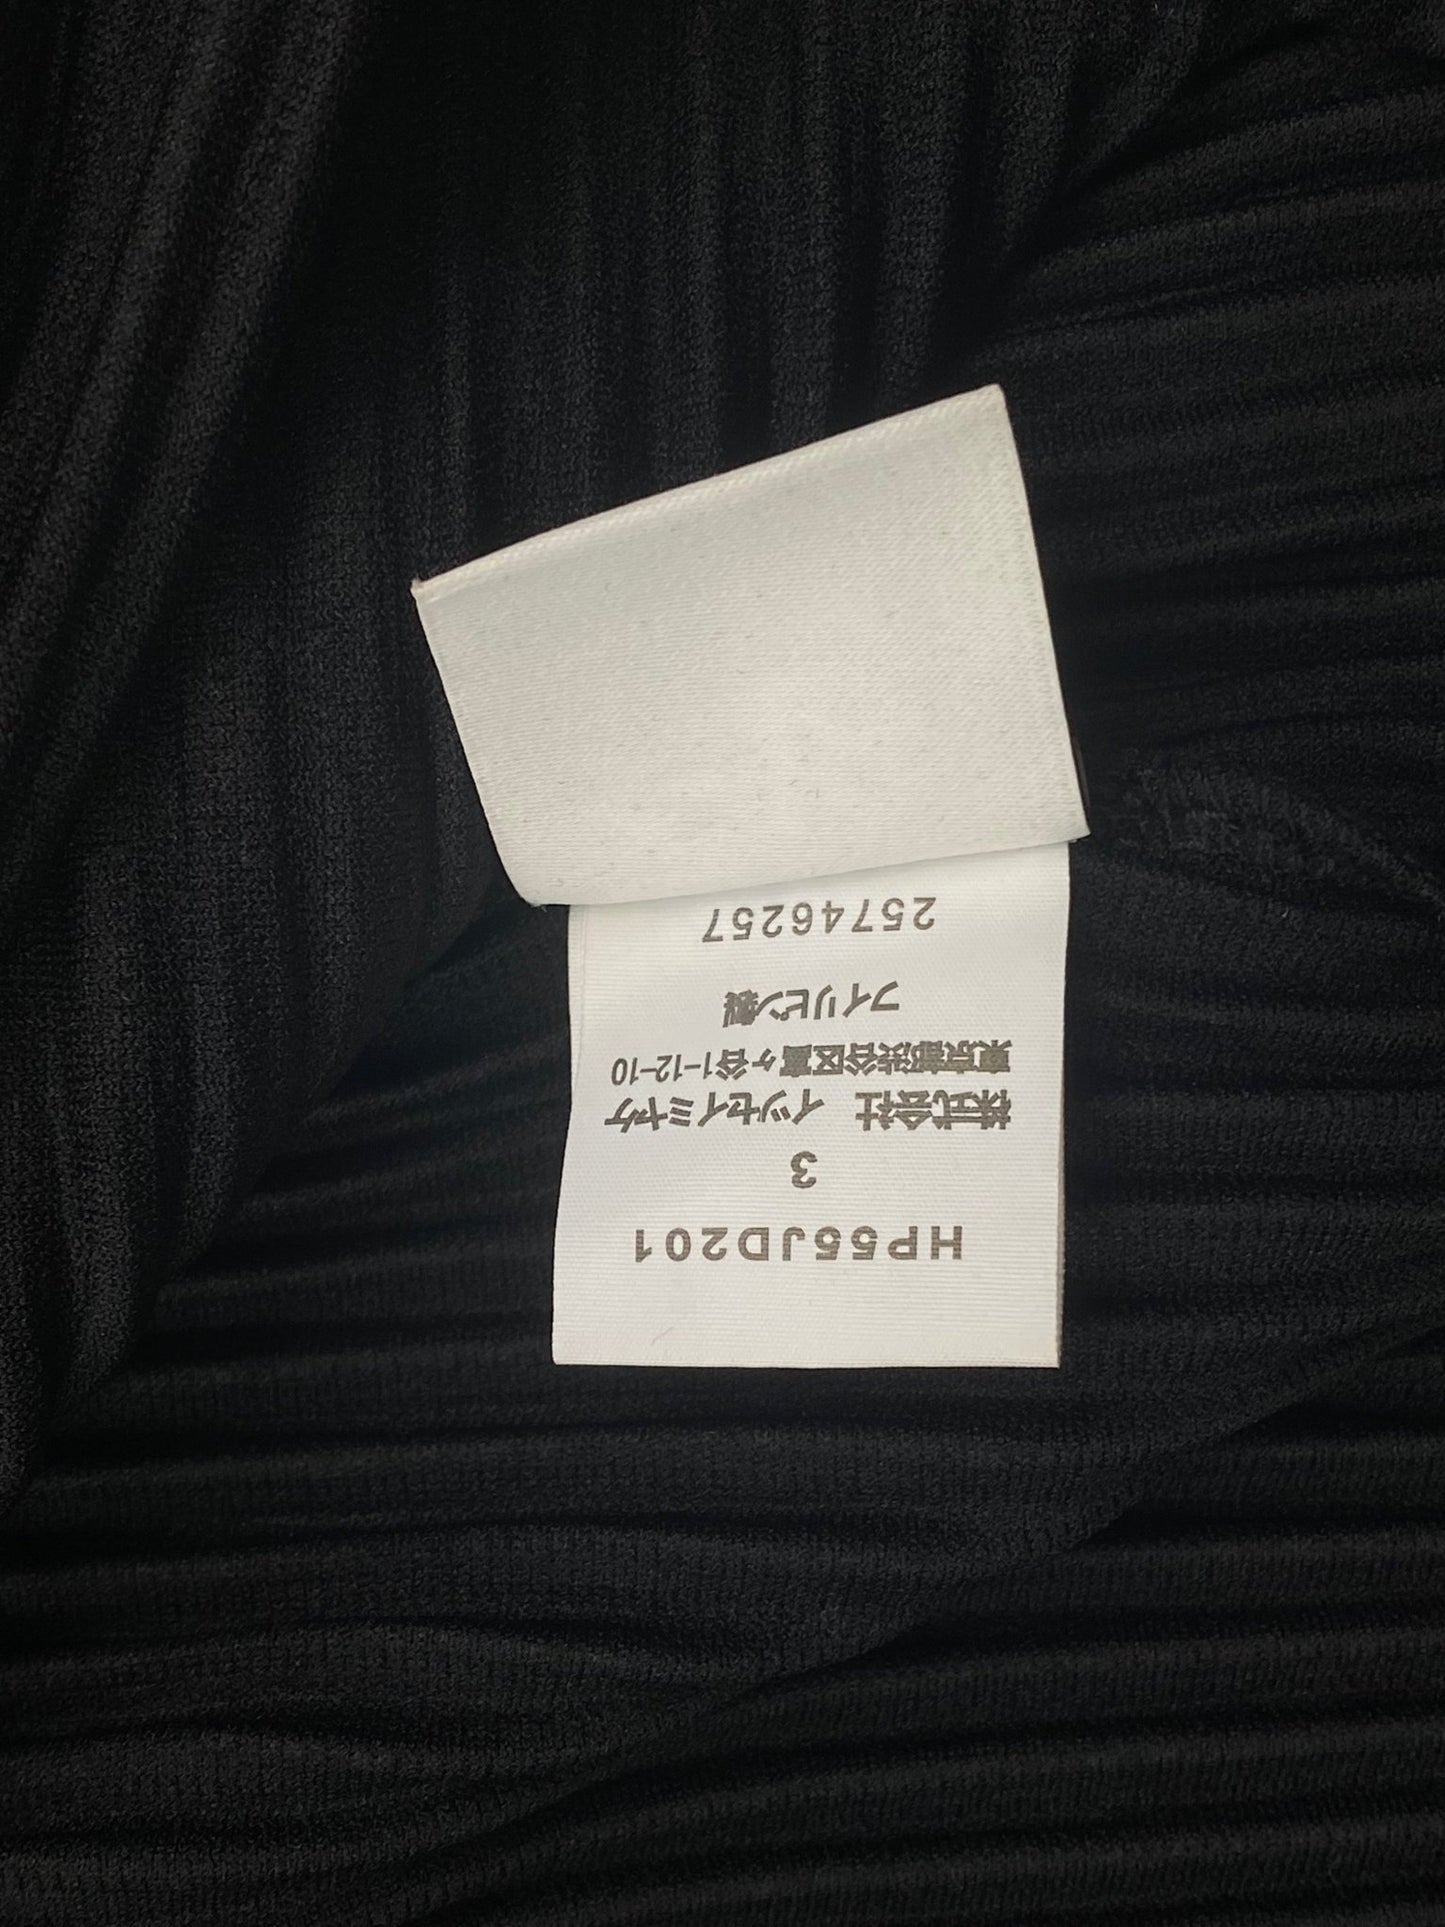 HP55JD201
3
株式会社 イッセイミヤケ
東京都渋谷区富ヶ谷1-12-10
フィリピン製
25746257